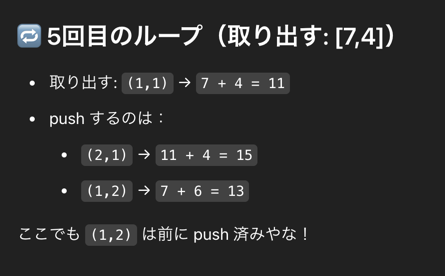 🔁 5回目のループ（取り出す: [7,4]）
• 取り出す: (1,1) → 7 + 4 = 11
• push するのは：
• (2,1) → 11 + 4 = 15
• (1,2) → 7 + 6 = 13
ここでも (1,2) は前に push 済みやな！